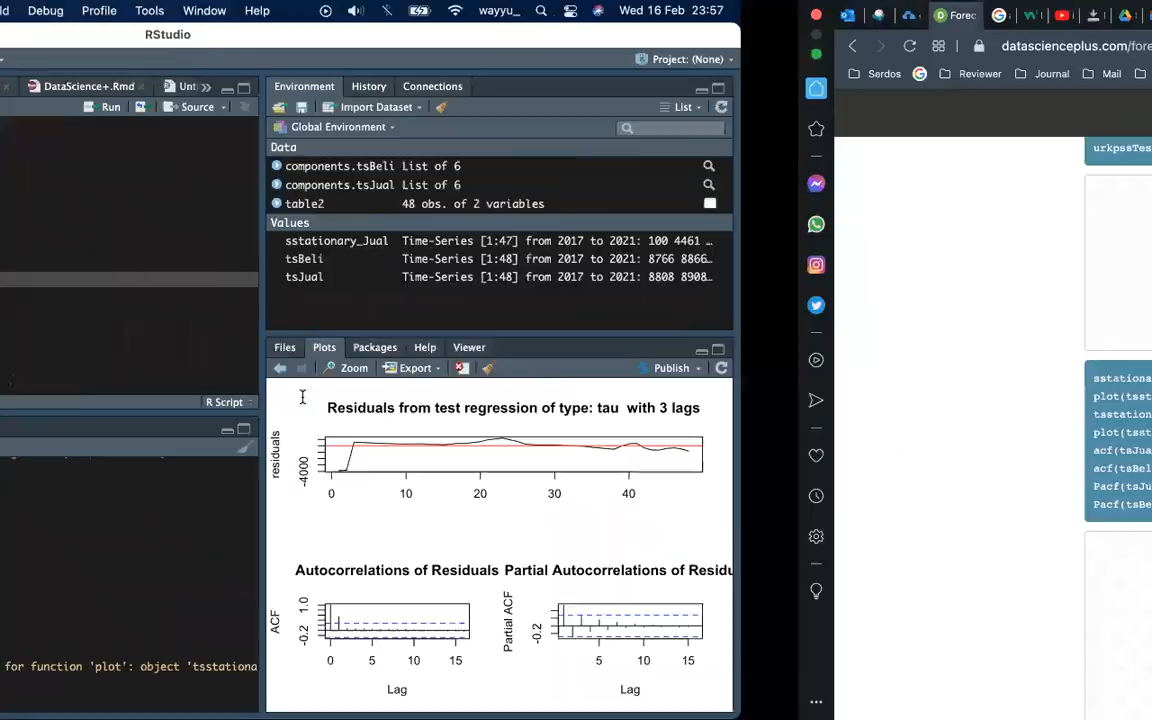 ld Debug Profile Tools Window Help wayyu_ Wed 16 Feb 23:57
RStudio
Project: (None)
DataScience+.Rmd Unt
Run Source
Environment History Connections
Import Dataset List
Global Environment
Data
components.tsBeli List of 6
components.tsJual List of 6
table2 48 obs. of 2 variables
Values
sstationary_Jual Time-Series [1:47] from 2017 to 2021: 100 4461 …
tsBeli Time-Series [1:48] from 2017 to 2021: 8766 8866…
tsJual Time-Series [1:48] from 2017 to 2021: 8808 8908…
R Script
for function 'plot': object 'tsstationa
Files Plots Packages Help Viewer
Zoom Export Publish
Residuals from test regression of type: tau with 3 lags
residuals
-4000
0 10 20 30 40
Autocorrelations of Residuals Partial Autocorrelations of Residu
ACF
-0.2 1.0
0 5 10 15
Lag
Partial ACF
-0.2
5 10 15
Lag
Forec
datascienceplus.com/fore
Serdos Reviewer Journal Mail
urkpssTes
sstationa
plot(tsst
tsstation
plot(tsst
acf(tsJua
acf(tsBel
Pacf(tsJu
Pacf(tsBe